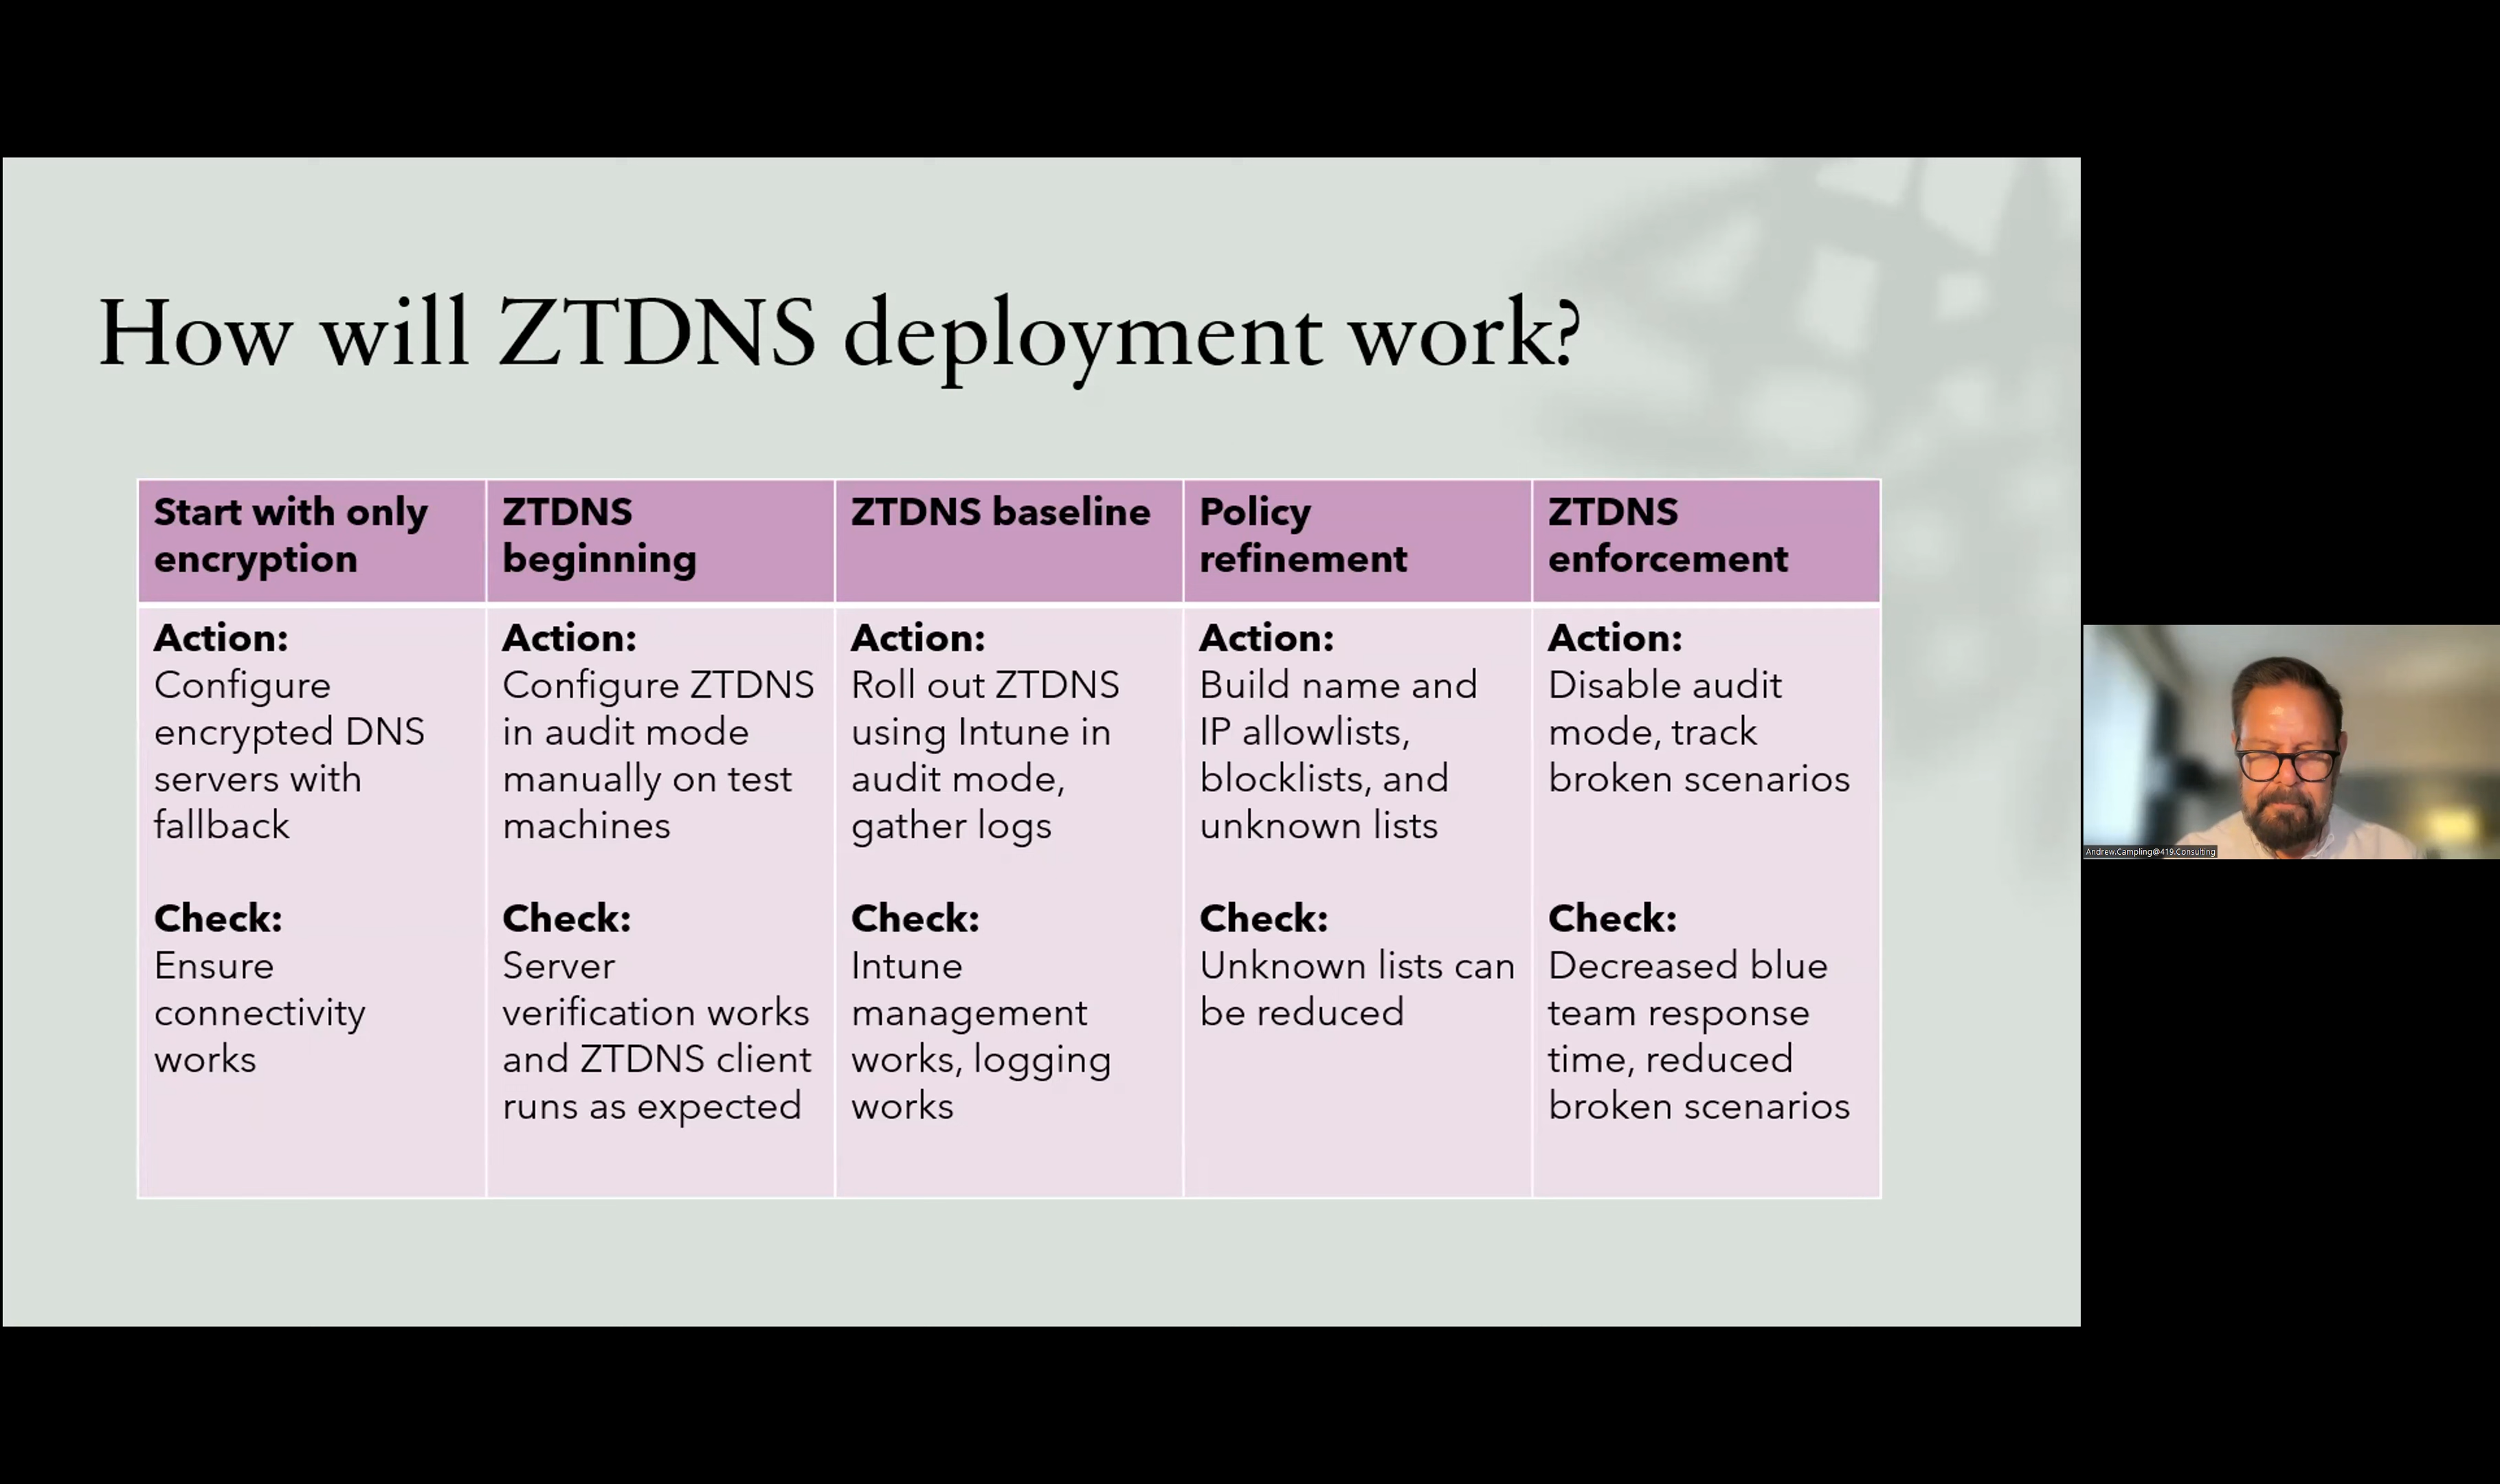 How will ZTDNS deployment work?
Start with only
encryption
ZTDNS
beginning
ZTDNS baseline
Policy
refinement
ZTDNS
enforcement
Action:
Configure
encrypted DNS
servers with
fallback
Check:
Ensure
connectivity
works
Action:
Configure ZTDNS
in audit mode
manually on test
machines
Check:
Server
verification works
and ZTDNS client
runs as expected
Action:
Roll out ZTDNS
using Intune in
audit mode,
gather logs
Check:
Intune
management
works, logging
works
Action:
Build name and
IP allowlists,
blocklists, and
unknown lists
Check:
Unknown lists can
be reduced
Action:
Disable audit
mode, track
broken scenarios
Check:
Decreased blue
team response
time, reduced
broken scenarios
Andrew.Campling@419.Consulting